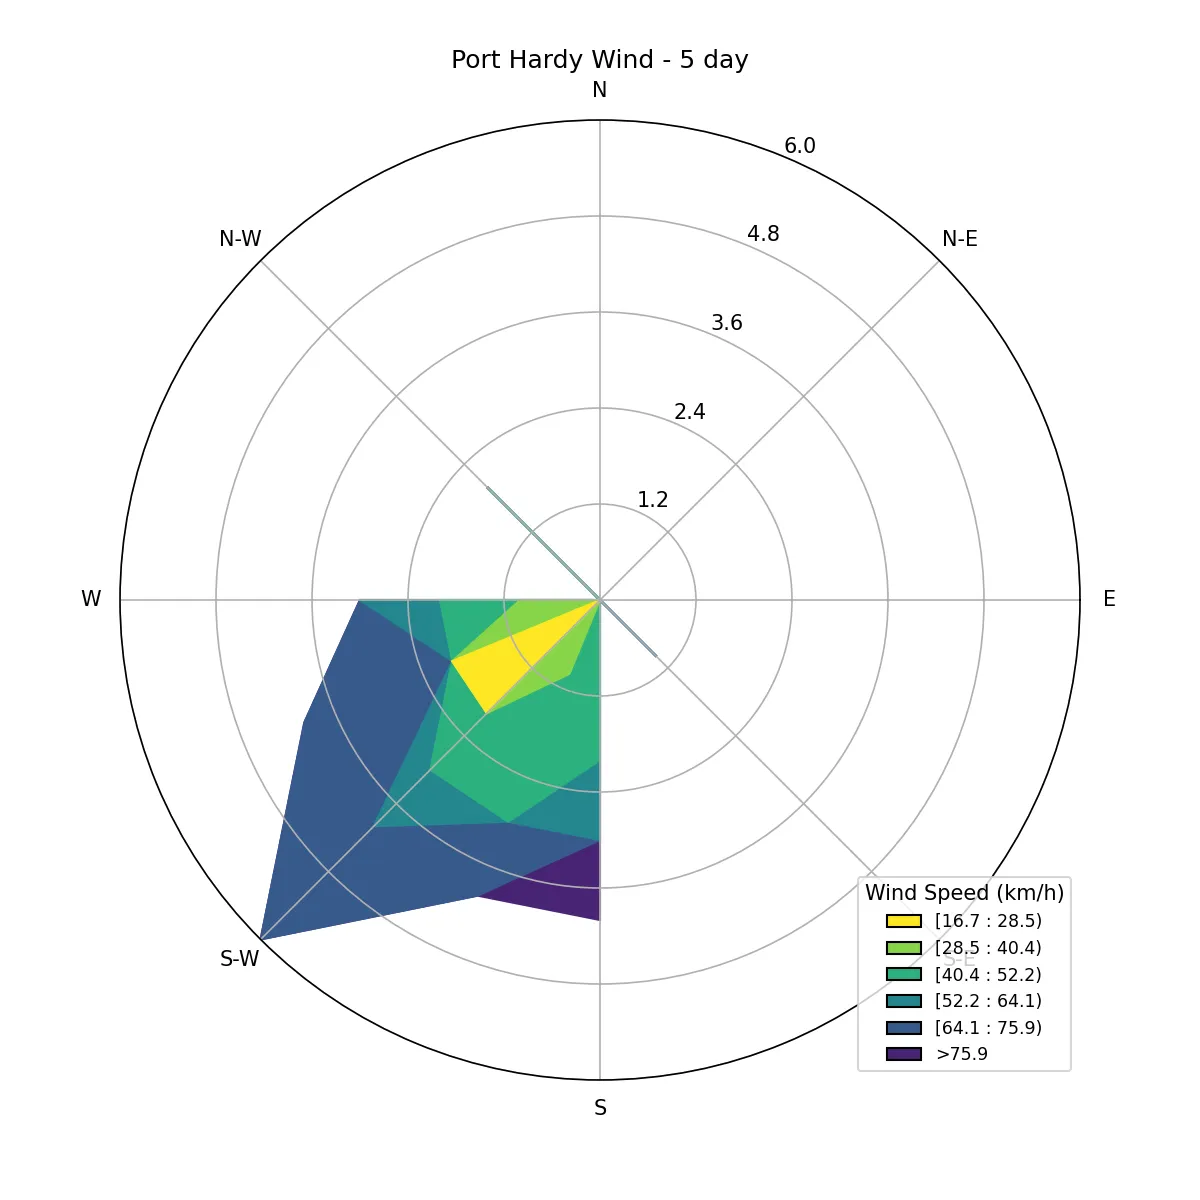 Port Hardy Wind - 5 day
N
6.0
N-W
N-E
4.8
3.6
2.4
1.2
W
E
S-W
S-E
Wind Speed (km/h)
[16.7 : 28.5)
[28.5 : 40.4)
[40.4 : 52.2)
[52.2 : 64.1)
[64.1 : 75.9)
>75.9
S